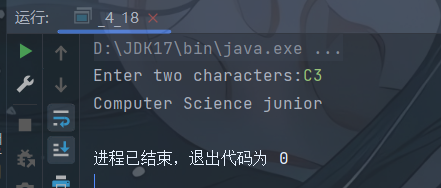 运行: _4_18
D:\JDK17\bin\java.exe ...
Enter two characters:C3
Computer Science junior
进程已结束，退出代码为 0